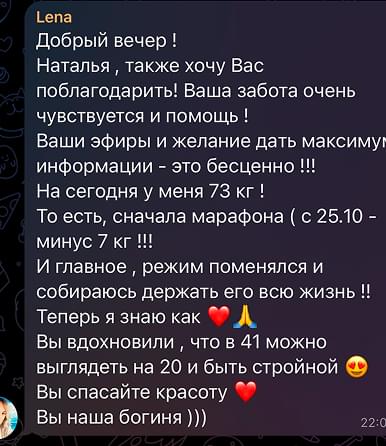 Lena
Добрый вечер !
Наталья , также хочу Вас
поблагодарить! Ваша забота очень
чувствуется и помощь !
Ваши эфиры и желание дать максимум
информации - это бесценно !!!
На сегодня у меня 73 кг !
То есть, сначала марафона ( с 25.10 -
минус 7 кг !!!
И главное , режим поменялся и
собираюсь держать его всю жизнь !!
Теперь я знаю как ❤️🙏
Вы вдохновили , что в 41 можно
выглядеть на 20 и быть стройной 😍
Вы спасайте красоту ❤️
Вы наша богиня )))